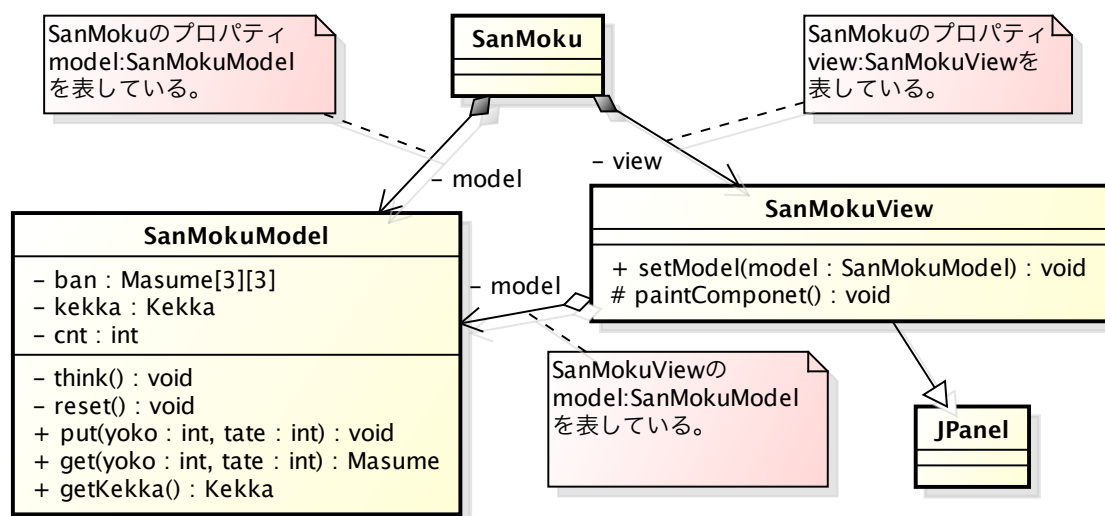 SanMokuのプロパティ
model:SanMokuModel
を表している。
SanMoku
SanMokuのプロパティ
view:SanMokuViewを
表している。
– view
– model
SanMokuView
+ setModel(model : SanMokuModel) : void
# paintComponet() : void
SanMokuModel
– ban : Masume[3][3]
– kekka : Kekka
– cnt : int
– think() : void
– reset() : void
+ put(yoko : int, tate : int) : void
+ get(yoko : int, tate : int) : Masume
+ getKekka() : Kekka
– model
SanMokuViewの
model:SanMokuModel
を表している。
JPanel